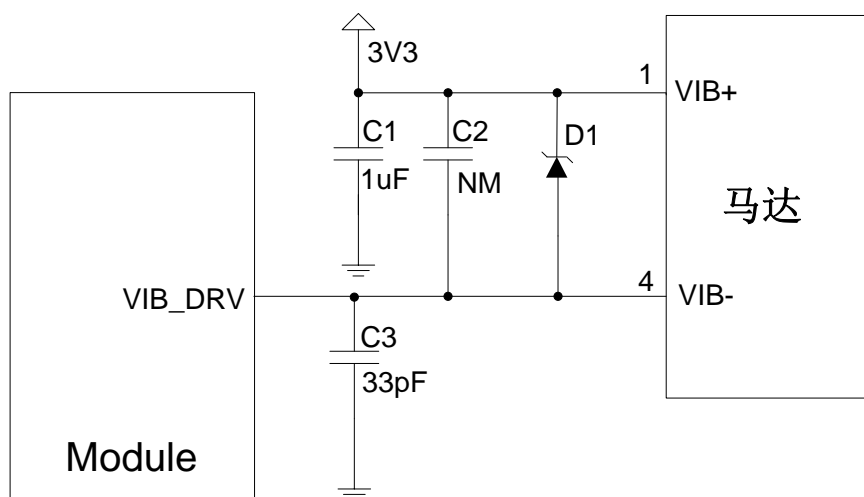 3V3
1
VIB+
C1
C2
D1
1uF
NM
马达
VIB_DRV
4
VIB-
C3
33pF
Module